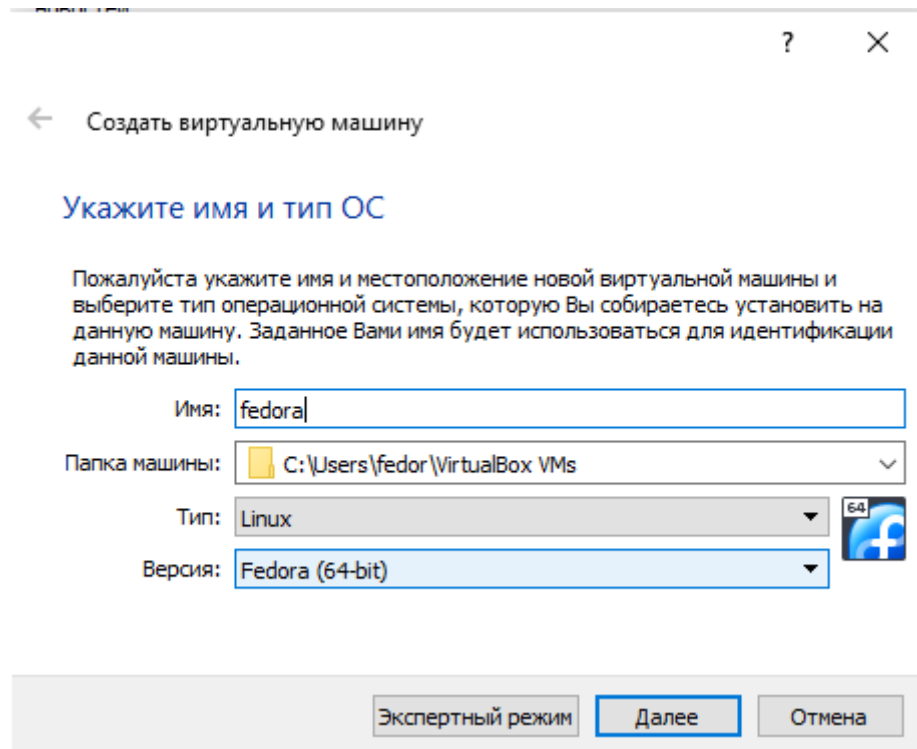 ?
Создать виртуальную машину
Укажите имя и тип ОС
Пожалуйста укажите имя и местоположение новой виртуальной машины и
выберите тип операционной системы, которую Вы собираетесь установить на
данную машину. Заданное Вами имя будет использоваться для идентификации
данной машины.
Имя: fedora
Папка машины: C:\Users\fedor\VirtualBox VMs
Тип: Linux
64
Версия: Fedora (64-bit)
Экспертный режим Далее Отмена